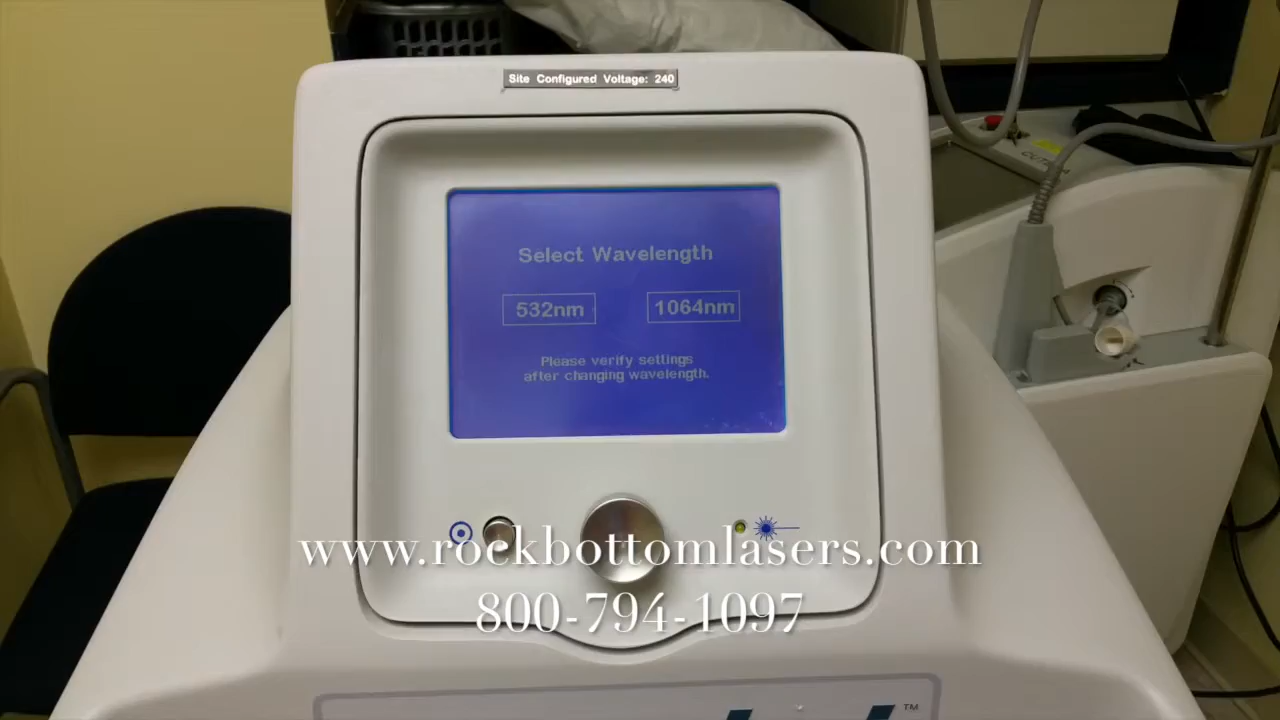 Site Configured Voltage: 240
Select Wavelength
532nm 1064nm
Please verify settings
after changing wavelength.
www.rockbottomlasers.com
800-794-1097
TM